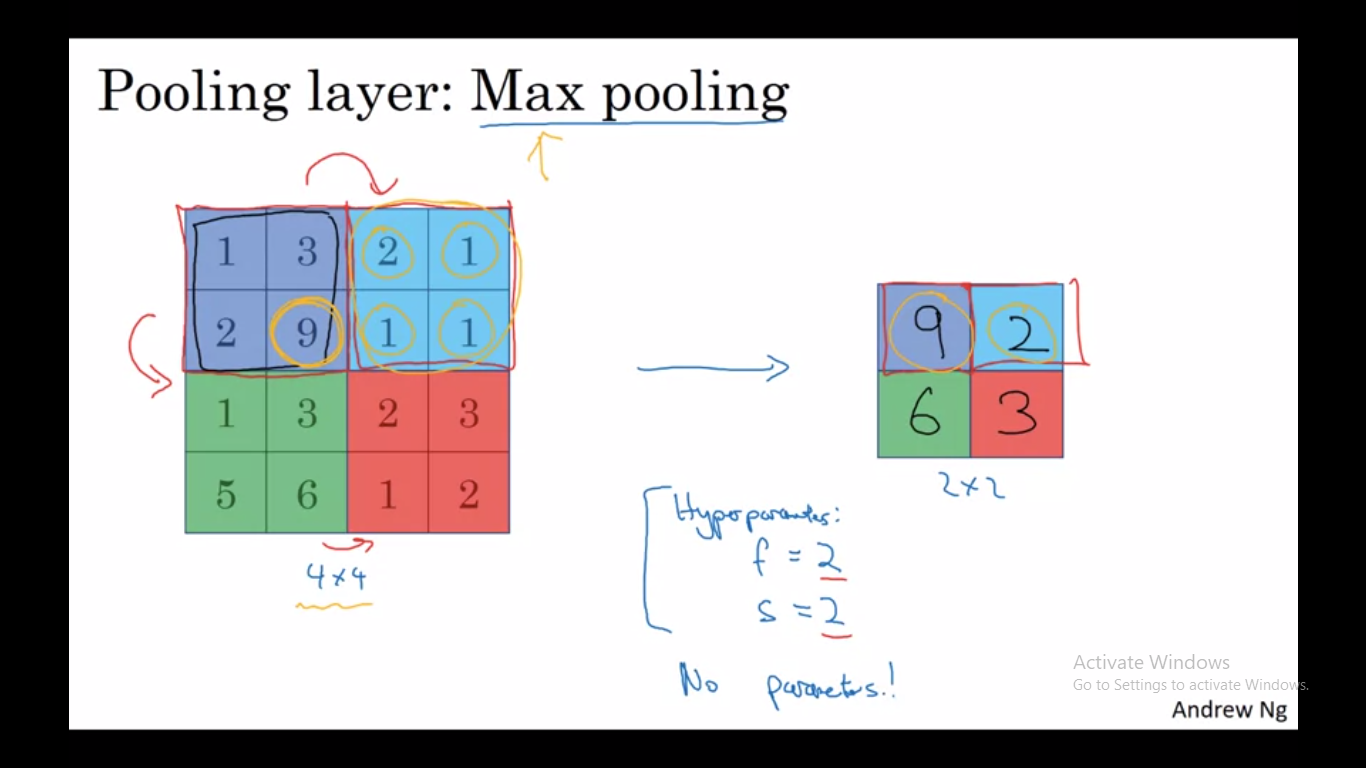 Pooling layer: Max pooling
1 3 2 1
2 9 1 1
1 3 2 3
5 6 1 2
4×4
9 2
6 3
2×2
Hyperparameters:
f = 2
s = 2
No parameters!
Activate Windows
Go to Settings to activate Windows.
Andrew Ng